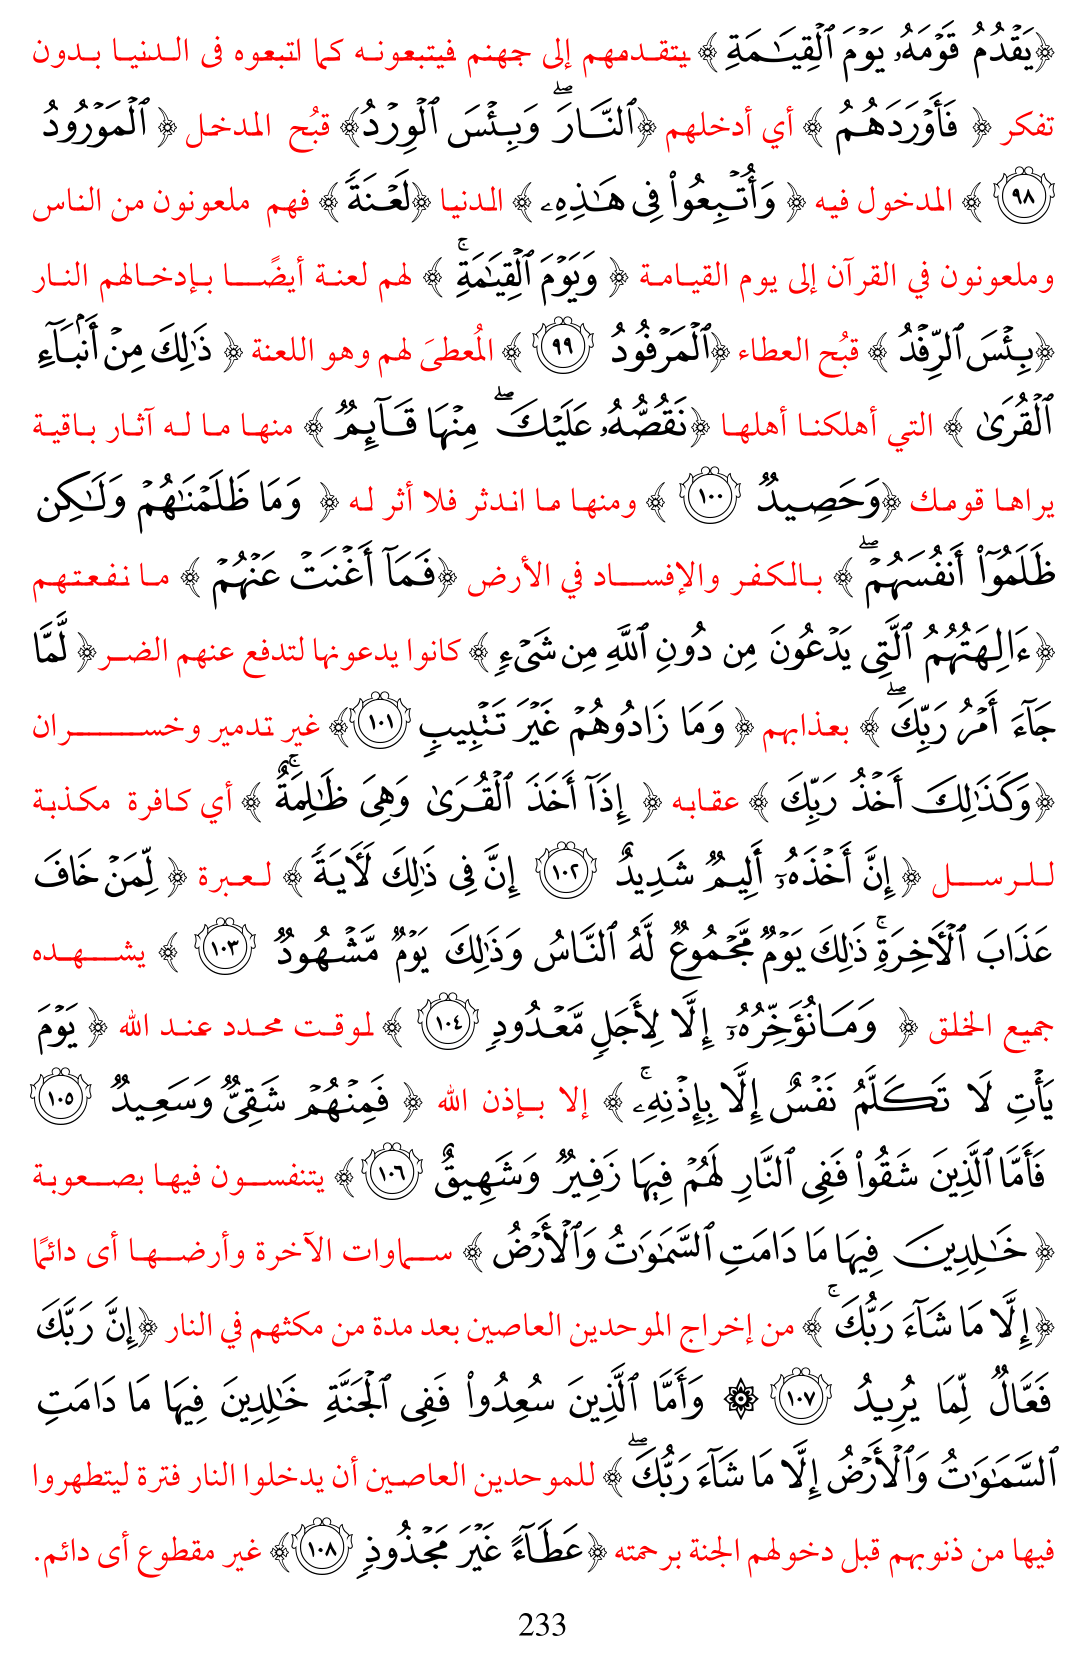 ﴿يَقْدُمُ قَوْمَهُۥ يَوْمَ ٱلْقِيَـٰمَةِ ﴾ يتقدمهم إلى جهنم فيتبعونه كما اتبعوه فى الدنيا بدون
تفكر ﴿ فَأَوْرَدَهُمُ ﴾ أي أدخلهم ﴿ٱلنَّارَ ۖ وَبِئْسَ ٱلْوِرْدُ﴾ قبُح المدخل ﴿ ٱلْمَوْرُودُ
٩٨ ﴾ المدخول فيه ﴿ وَأُتْبِعُوا۟ فِى هَـٰذِهِۦ ﴾ الدنيا ﴿لَعْنَةً ﴾ فهم ملعونون من الناس
وملعونون في القرآن إلى يوم القيامة ﴿ وَيَوْمَ ٱلْقِيَـٰمَةِ ۚ ﴾ لهم لعنة أيضًا بإدخالهم النار
﴿بِئْسَ ٱلرِّفْدُ ﴾ قبُح العطاء ﴿ٱلْمَرْفُودُ ٩٩ ﴾ المُعطىَ لهم وهو اللعنة ﴿ ذَٰلِكَ مِنْ أَنۢبَآءِ
ٱلْقُرَىٰ ﴾ التي أهلكنا أهلها ﴿نَقُصُّهُۥ عَلَيْكَ ۖ مِنْهَا قَآئِمٌ ﴾ منها ما له آثار باقية
يراها قومك ﴿وَحَصِيدٌ ١٠٠ ﴾ ومنها ما اندثر فلا أثر له ﴿ وَمَا ظَلَمْنَـٰهُمْ وَلَـٰكِن
ظَلَمُوٓا۟ أَنفُسَهُمْ ۖ ﴾ بالكفر والإفساد في الأرض ﴿فَمَآ أَغْنَتْ عَنْهُمْ ﴾ ما نفعتهم
﴿ءَالِهَتُهُمُ ٱلَّتِى يَدْعُونَ مِن دُونِ ٱللَّهِ مِن شَىْءٍ ﴾ كانوا يدعونها لتدفع عنهم الضر ﴿ لَّمَّا
جَآءَ أَمْرُ رَبِّكَ ۖ ﴾ بعذابهم ﴿ وَمَا زَادُوهُمْ غَيْرَ تَتْبِيبٍ ١٠١﴾ غير تدمير وخسران
﴿وَكَذَٰلِكَ أَخْذُ رَبِّكَ ﴾ عقابه ﴿ إِذَآ أَخَذَ ٱلْقُرَىٰ وَهِىَ ظَـٰلِمَةٌ ۚ ﴾ أي كافرة مكذبة
للرسل ﴿ إِنَّ أَخْذَهُۥٓ أَلِيمٌ شَدِيدٌ ١٠٢ إِنَّ فِى ذَٰلِكَ لَـَٔايَةً ﴾ لعبرة ﴿ لِّمَنْ خَافَ
عَذَابَ ٱلْـَٔاخِرَةِ ۚ ذَٰلِكَ يَوْمٌ مَّجْمُوعٌ لَّهُ ٱلنَّاسُ وَذَٰلِكَ يَوْمٌ مَّشْهُودٌ ١٠٣ ﴾ يشهده
جميع الخلق ﴿ وَمَا نُؤَخِّرُهُۥٓ إِلَّا لِأَجَلٍ مَّعْدُودٍ ١٠٤ ﴾ لموقت محدد عند الله ﴿ يَوْمَ
يَأْتِ لَا تَكَلَّمُ نَفْسٌ إِلَّا بِإِذْنِهِۦ ۚ ﴾ إلا بإذن الله ﴿ فَمِنْهُمْ شَقِىٌّ وَسَعِيدٌ ١٠٥
فَأَمَّا ٱلَّذِينَ شَقُوا۟ فَفِى ٱلنَّارِ لَهُمْ فِيهَا زَفِيرٌ وَشَهِيقٌ ١٠٦ ﴾ يتنفسون فيها بصعوبة
﴿ خَـٰلِدِينَ فِيهَا مَا دَامَتِ ٱلسَّمَـٰوَٰتُ وَٱلْأَرْضُ ﴾ سماوات الآخرة وأرضها أى دائمًا
﴿إِلَّا مَا شَآءَ رَبُّكَ ۚ ﴾ من إخراج الموحدين العاصين بعد مدة من مكثهم في النار ﴿إِنَّ رَبَّكَ
فَعَّالٌ لِّمَا يُرِيدُ ١٠٧ ۞ وَأَمَّا ٱلَّذِينَ سُعِدُوا۟ فَفِى ٱلْجَنَّةِ خَـٰلِدِينَ فِيهَا مَا دَامَتِ
ٱلسَّمَـٰوَٰتُ وَٱلْأَرْضُ إِلَّا مَا شَآءَ رَبُّكَ ۖ ﴾ للموحدين العاصين أن يدخلوا النار فترة ليتطهروا
فيها من ذنوبهم قبل دخولهم الجنة برحمته ﴿عَطَآءً غَيْرَ مَجْذُوذٍ ١٠٨﴾ غير مقطوع أى دائم.
233